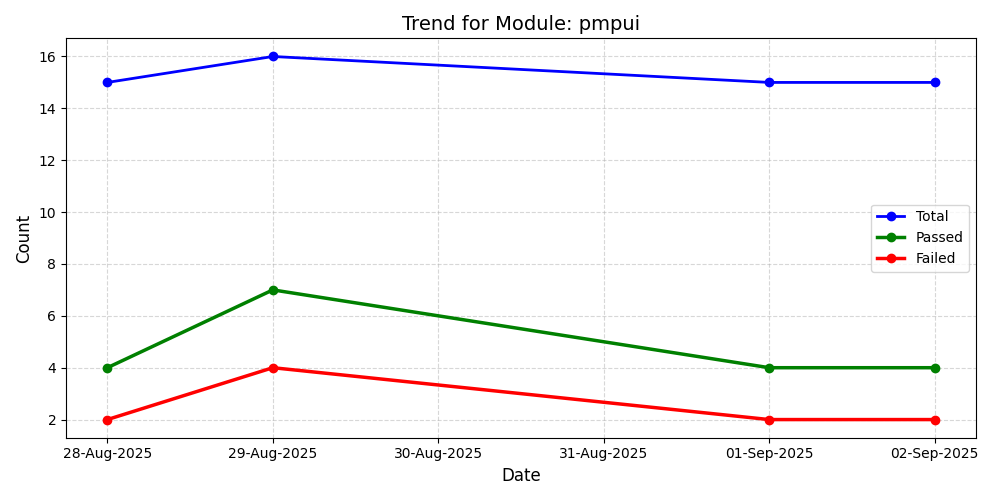 Trend for Module: pmpui
Count
16
14
12
10
8
6
4
2
Total
Passed
Failed
28-Aug-2025
29-Aug-2025
30-Aug-2025
31-Aug-2025
01-Sep-2025
02-Sep-2025
Date